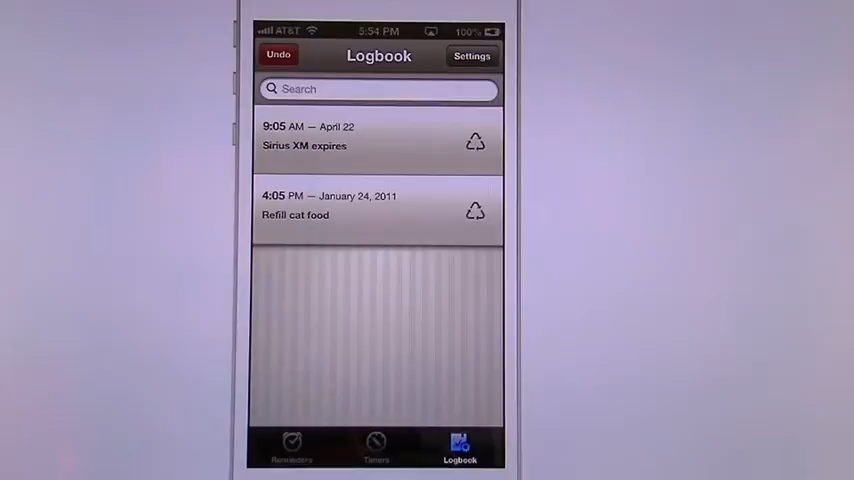 AT&T 5:54 PM 100%
Undo Logbook Settings
Search
9:05 AM — April 22
Sirius XM expires
4:05 PM — January 24, 2011
Refill cat food
Reminders Timers Logbook